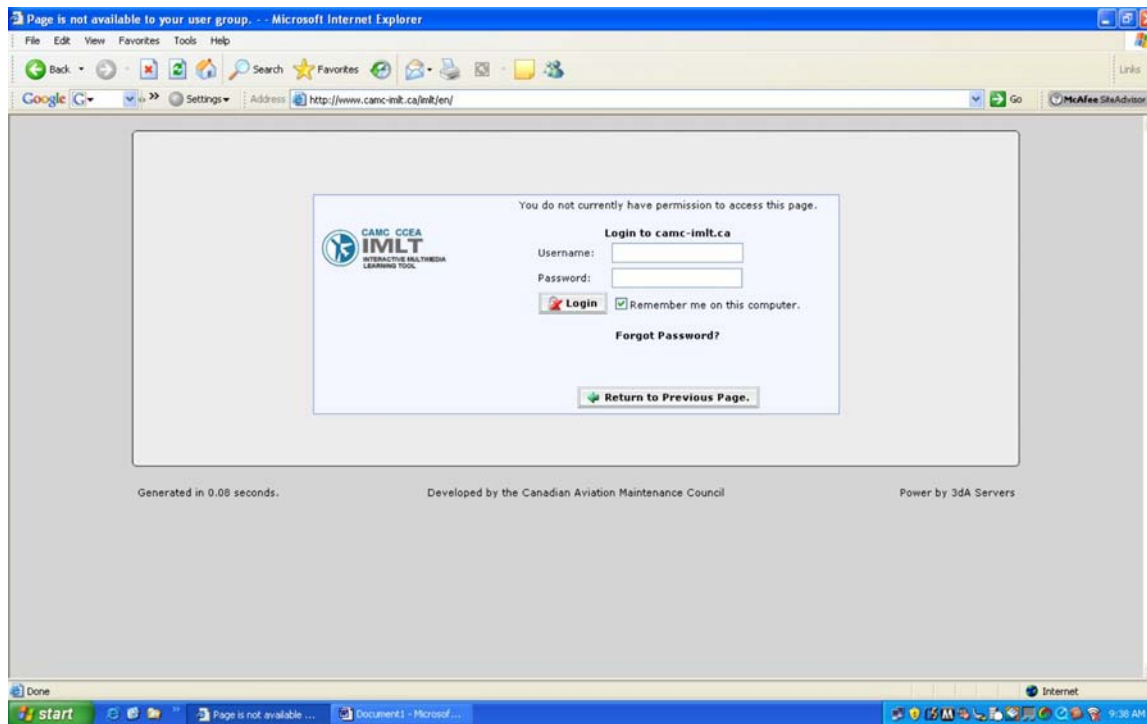 Page is not available to your user group. - - Microsoft Internet Explorer
File Edit View Favorites Tools Help
Back Search Favorites Links
Google G Settings Address http://www.camc-imlt.ca/imlt/en/ Go McAfee SiteAdvisor
You do not currently have permission to access this page.
CAMC CCEA
IMLT
INTERACTIVE MULTIMEDIA
LEARNING TOOL
Login to camc-imlt.ca
Username:
Password:
Login Remember me on this computer.
Forgot Password?
Return to Previous Page.
Generated in 0.08 seconds. Developed by the Canadian Aviation Maintenance Council Power by 3dA Servers
Done Internet
start Page is not available ... Document1 - Microsof... 9:38 AM